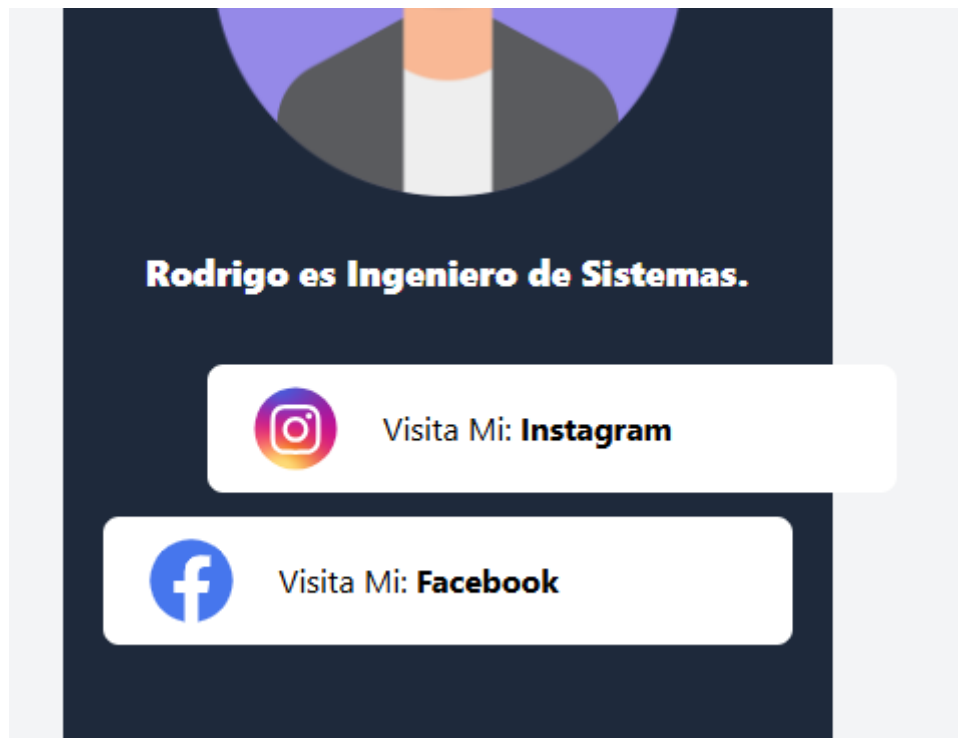 Rodrigo es Ingeniero de Sistemas.
Visita Mi: Instagram
Visita Mi: Facebook